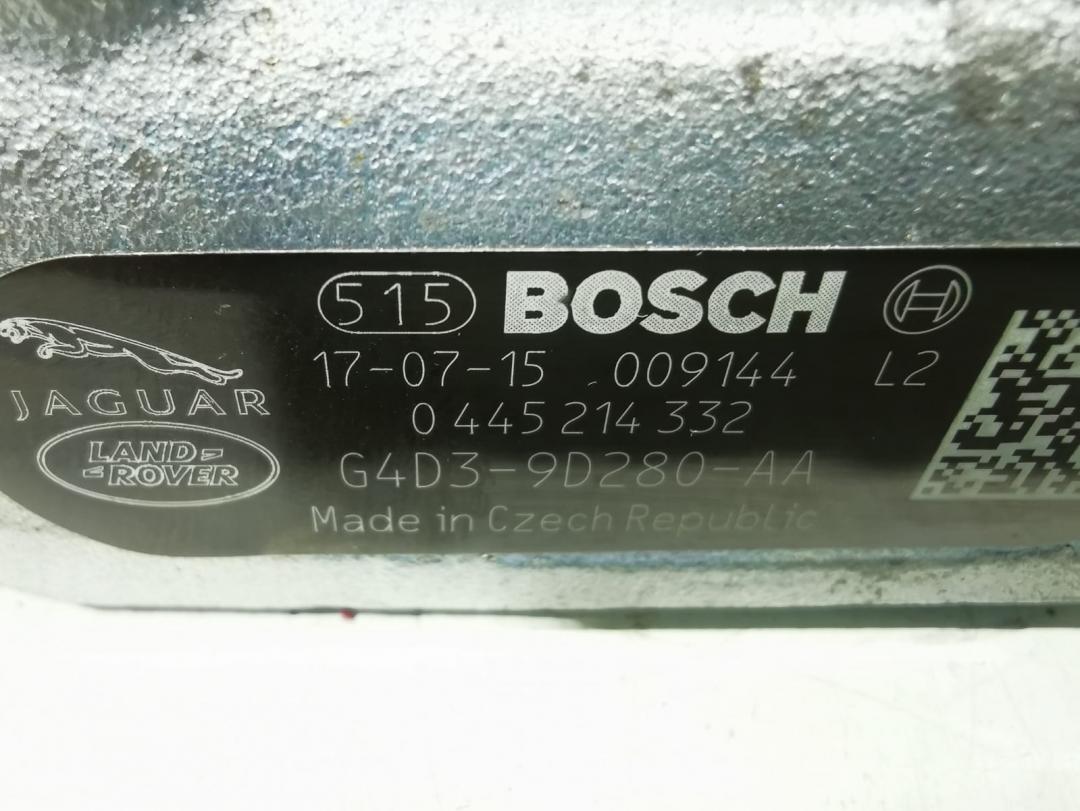 515 BOSCH
17-07-15 009144 L2
JAGUAR
0 445 214 332
LAND-
-ROVER
G4D3-9D280-AA
Made in Czech Republic